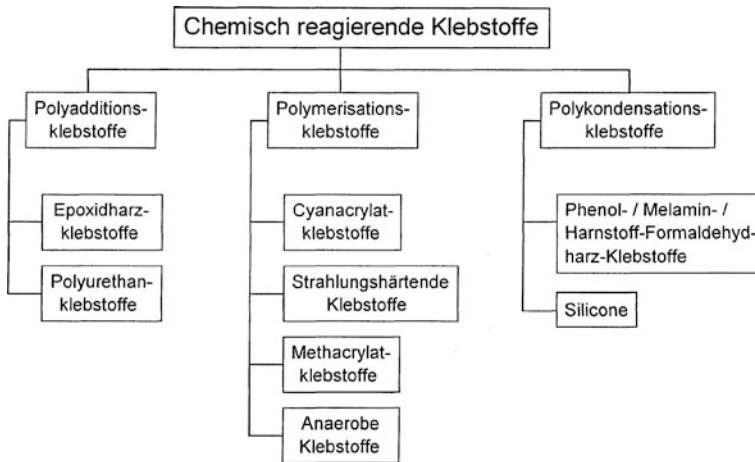 Chemisch reagierende Klebstoffe
Polyadditions-
klebstoffe
Epoxidharz-
klebstoffe
Polyurethan-
klebstoffe
Polymerisations-
klebstoffe
Cyanacrylat-
klebstoffe
Strahlungshärtende
Klebstoffe
Methacrylat-
klebstoffe
Anaerobe
Klebstoffe
Polykondensations-
klebstoffe
Phenol- / Melamin- /
Harnstoff-Formaldehyd-
harz-Klebstoffe
Silicone